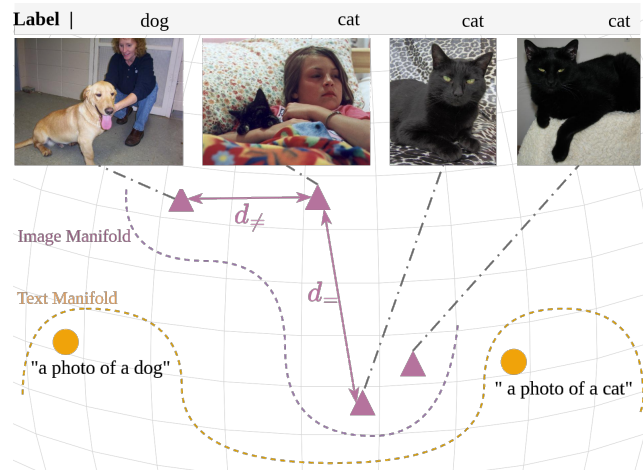 Label | dog cat cat cat
d≠
Image Manifold
d=
Text Manifold
"a photo of a dog"
" a photo of a cat"